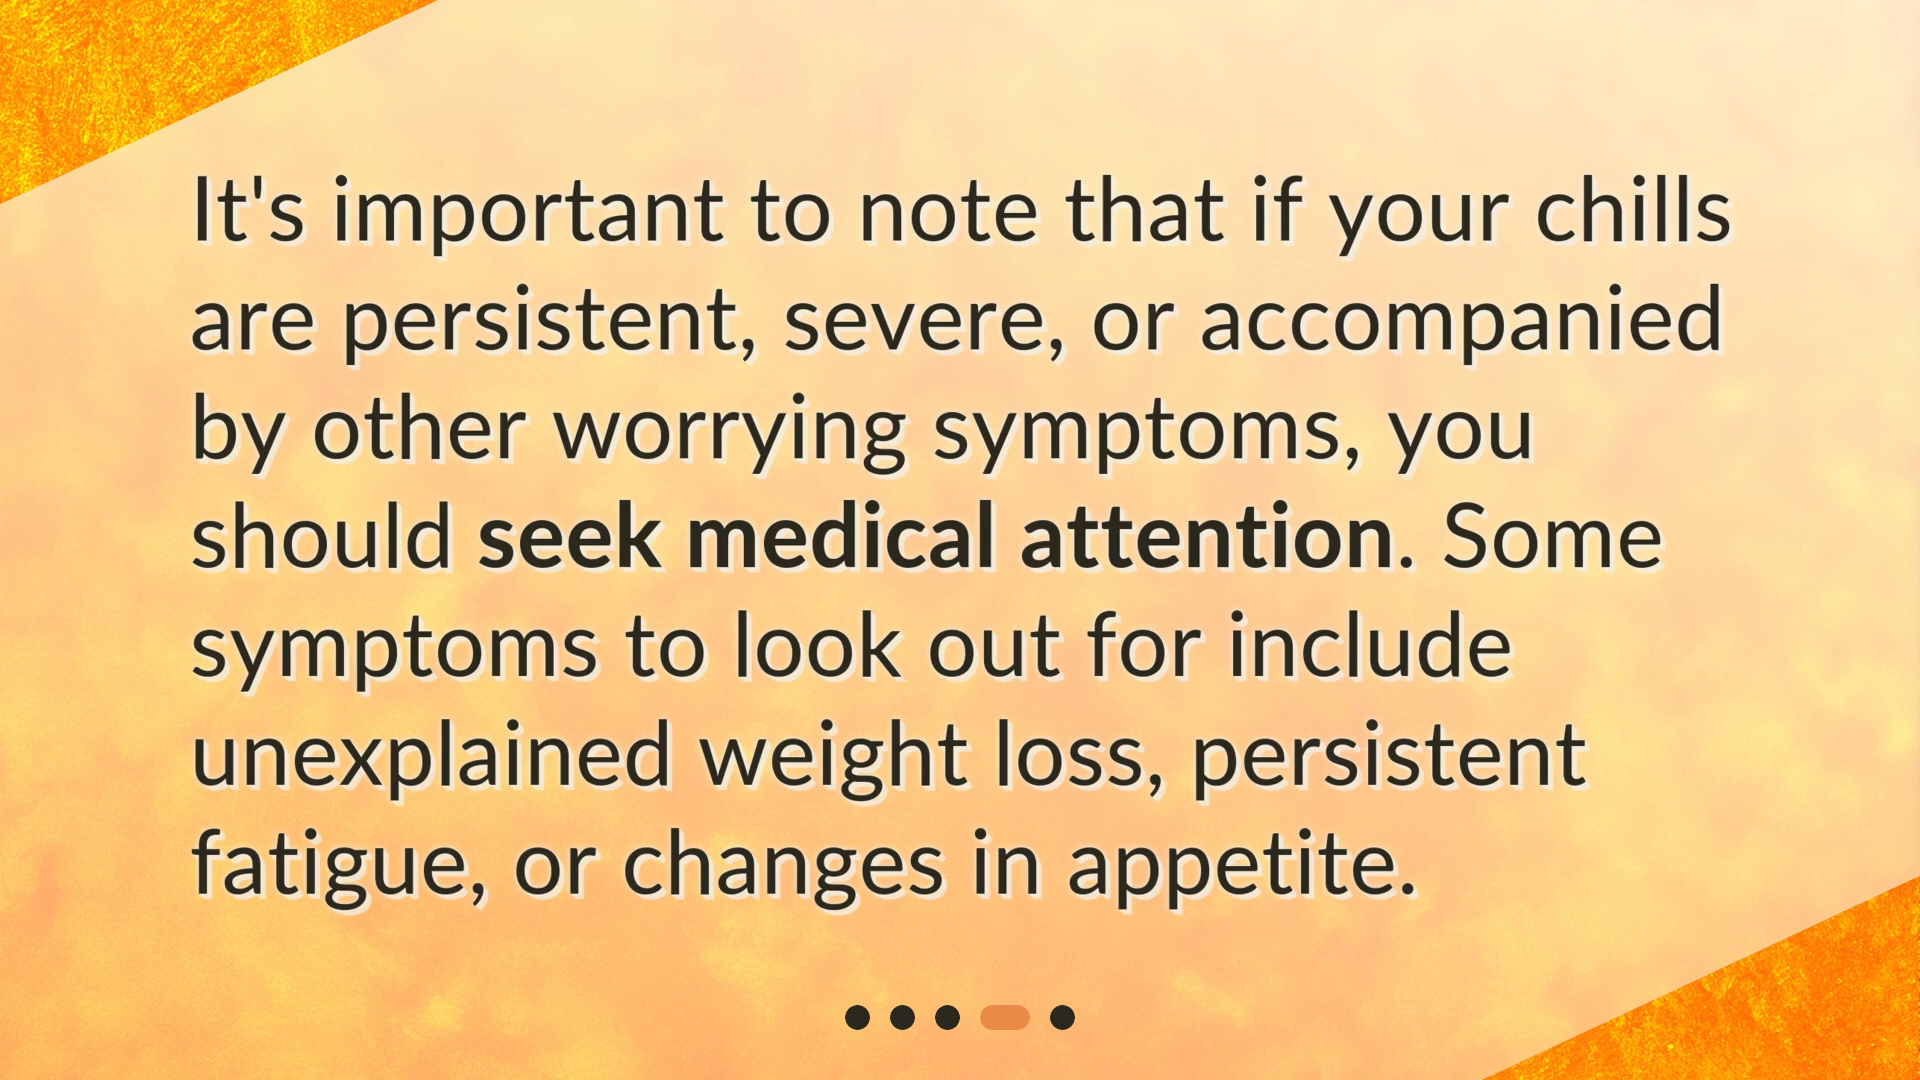 It's important to note that if your chills
are persistent, severe, or accompanied
by other worrying symptoms, you
should seek medical attention. Some
symptoms to look out for include
unexplained weight loss, persistent
fatigue, or changes in appetite.